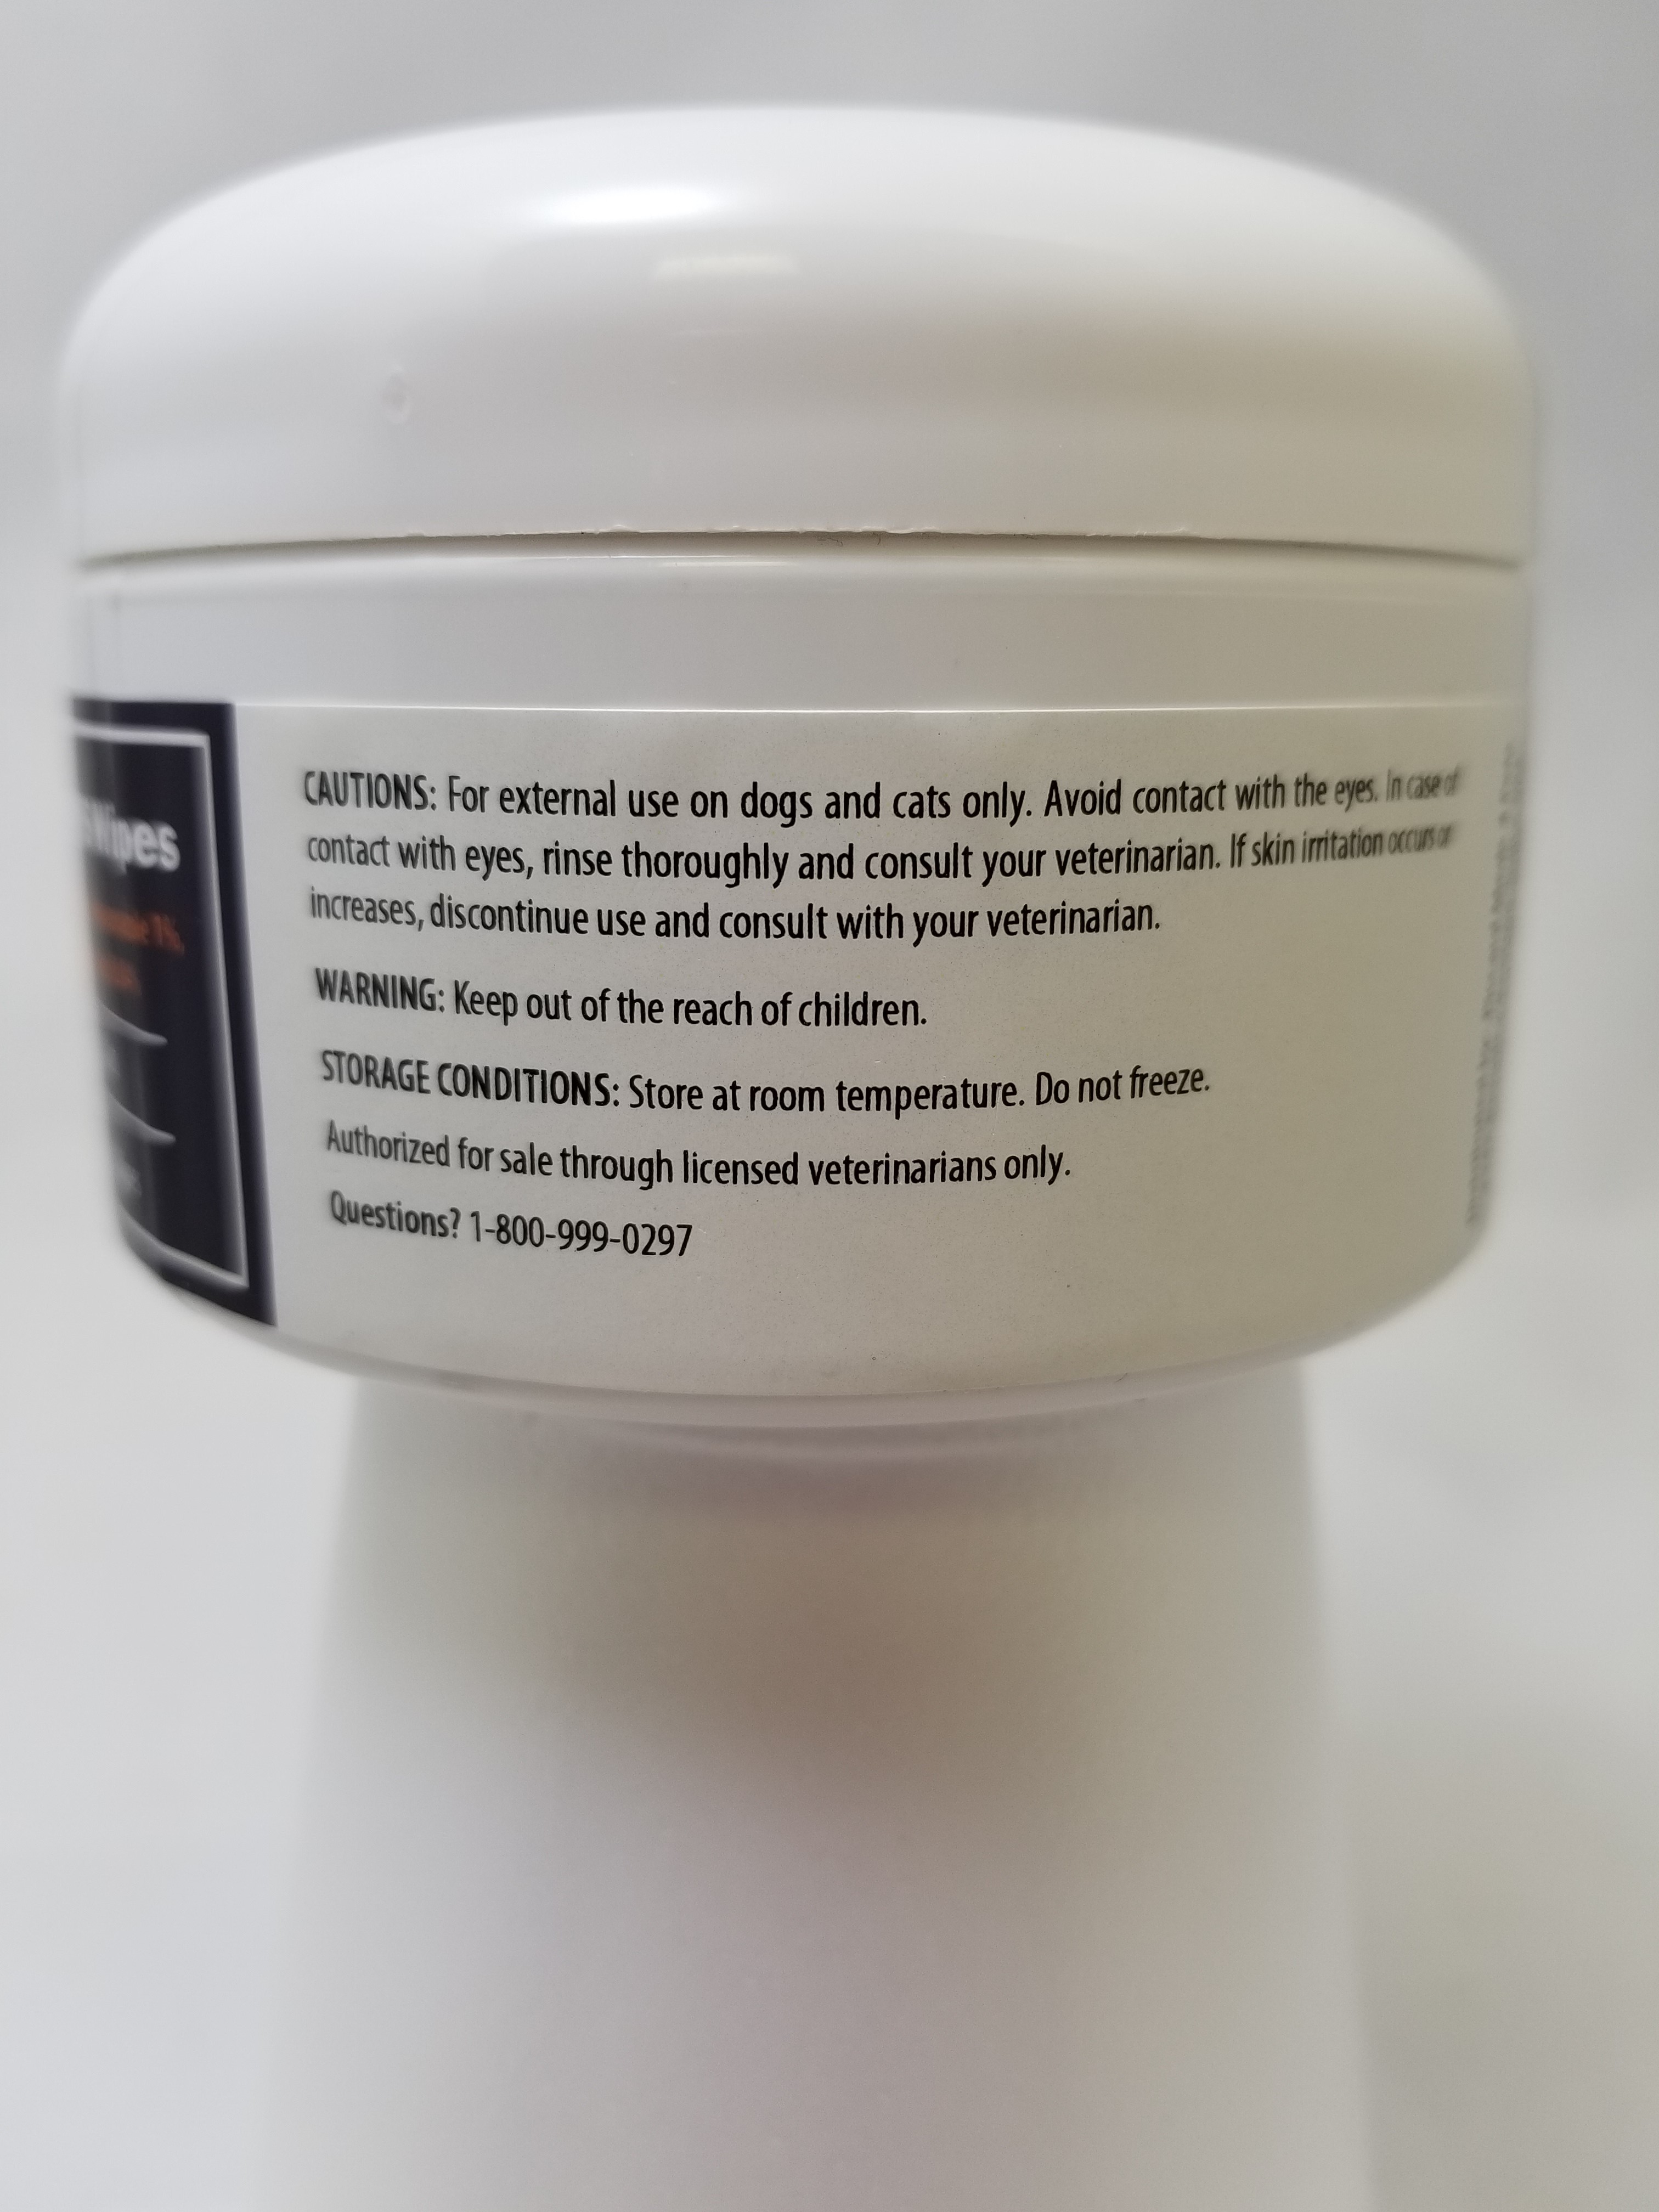 CAUTIONS: For external use on dogs and cats only. Avoid contact with the eyes. In case of
contact with eyes, rinse thoroughly and consult your veterinarian. If skin irritation occurs or
increases, discontinue use and consult with your veterinarian.
WARNING: Keep out of the reach of children.
STORAGE CONDITIONS: Store at room temperature. Do not freeze.
Authorized for sale through licensed veterinarians only.
Questions? 1-800-999-0297
Wipes
1%,